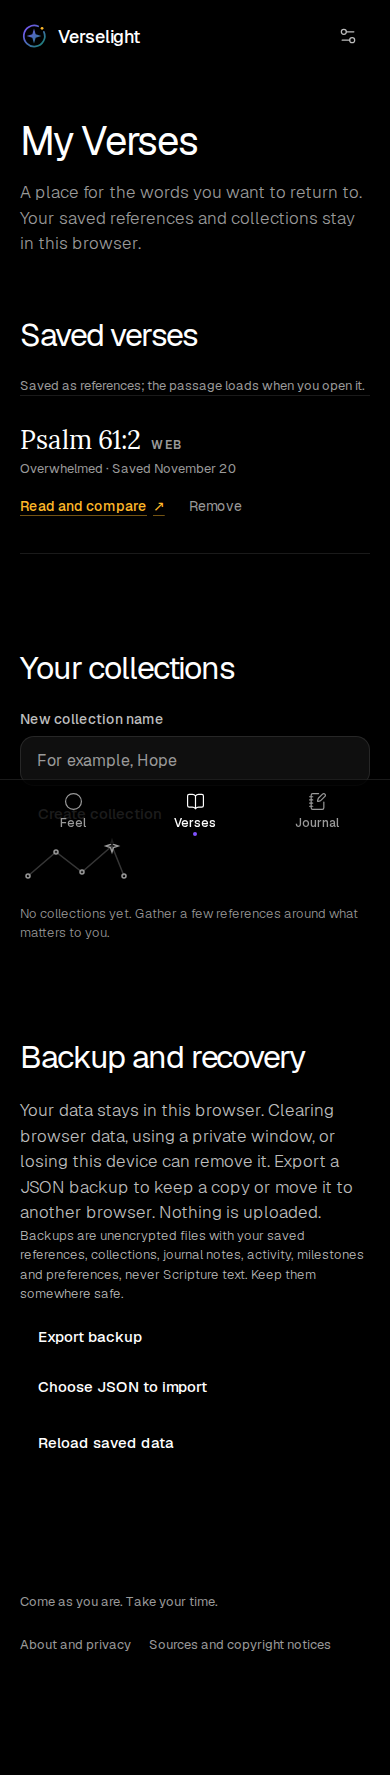 Verselight
My Verses
A place for the words you want to return to.
Your saved references and collections stay
in this browser.
Saved verses
Saved as references; the passage loads when you open it.
Psalm 61:2 WEB
Overwhelmed · Saved November 20
Read and compare ↗ Remove
Your collections
New collection name
For example, Hope
Create collection
Feel Verses Journal
No collections yet. Gather a few references around what
matters to you.
Backup and recovery
Your data stays in this browser. Clearing
browser data, using a private window, or
losing this device can remove it. Export a
JSON backup to keep a copy or move it to
another browser. Nothing is uploaded.
Backups are unencrypted files with your saved
references, collections, journal notes, activity, milestones
and preferences, never Scripture text. Keep them
somewhere safe.
Export backup
Choose JSON to import
Reload saved data
Come as you are. Take your time.
About and privacy Sources and copyright notices